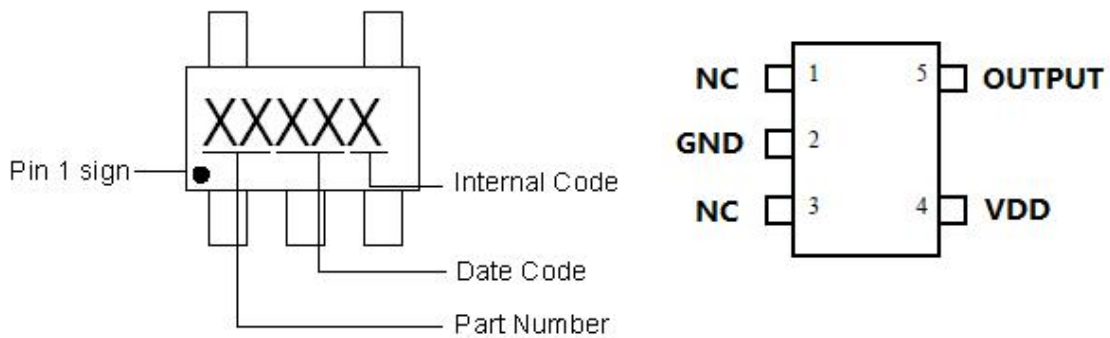 XXXXX
Pin 1 sign
Internal Code
Date Code
Part Number
NC 1 5 OUTPUT
GND 2
NC 3 4 VDD